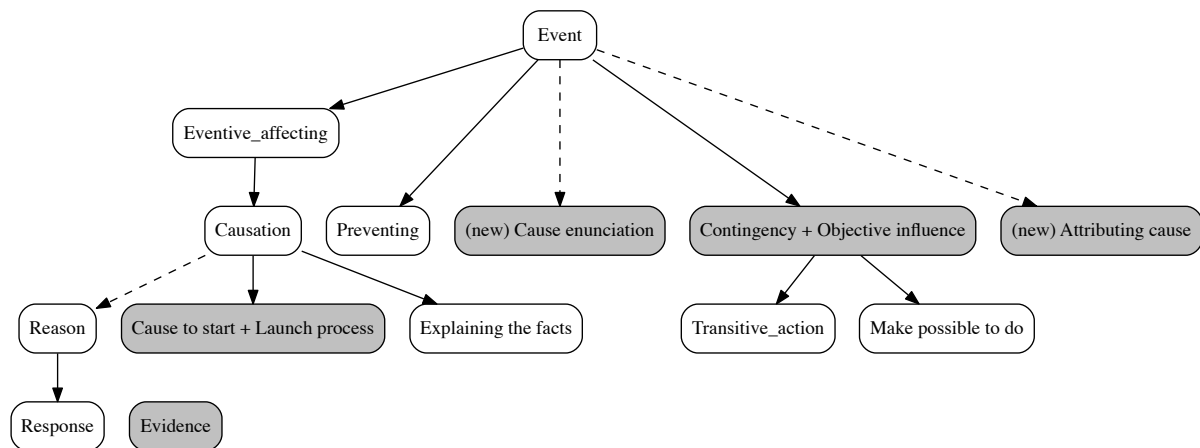 Event
Eventive_affecting
Causation
Preventing
(new) Cause enunciation
Contingency + Objective influence
(new) Attributing cause
Reason
Cause to start + Launch process
Explaining the facts
Transitive_action
Make possible to do
Response
Evidence